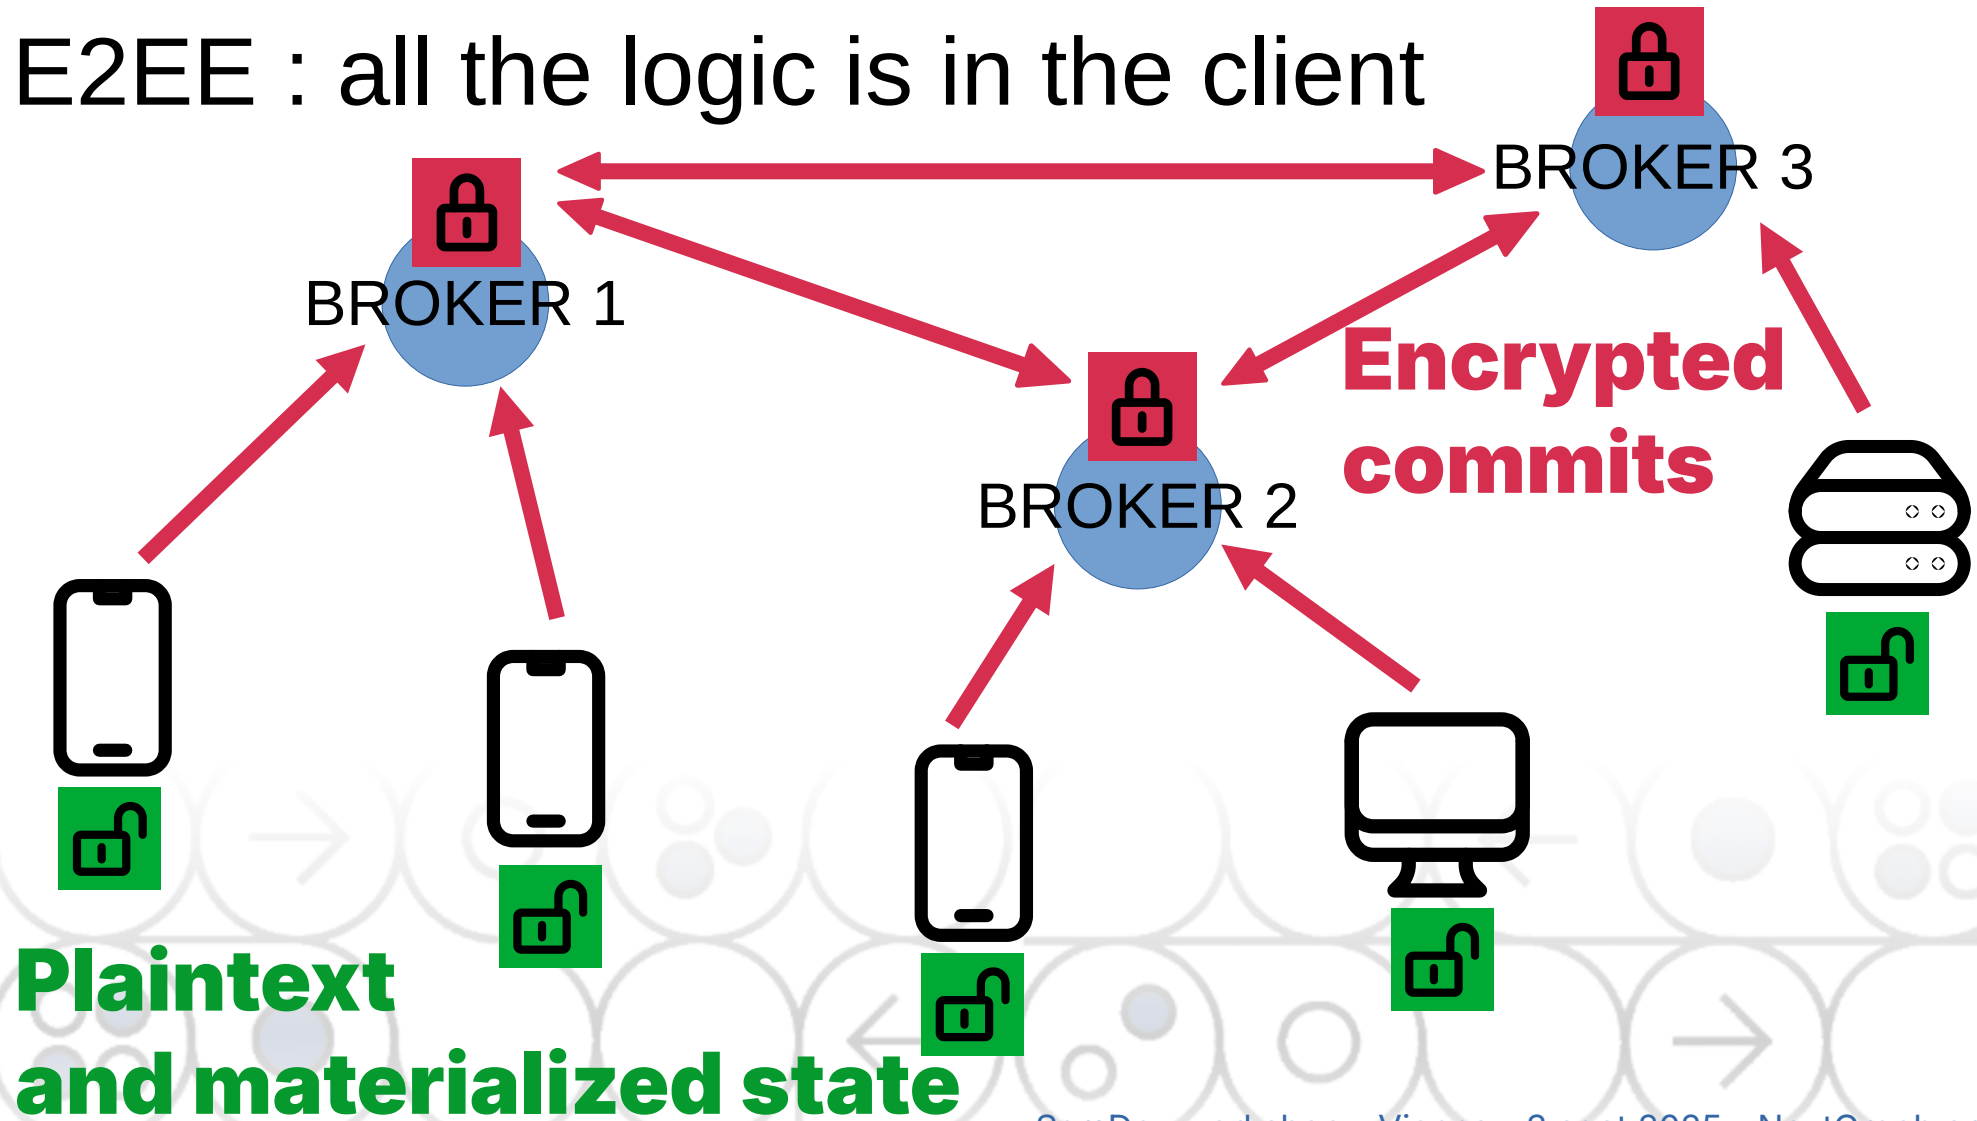 E2EE : all the logic is in the client
BROKER 3
BROKER 1
Encrypted
commits
BROKER 2
Plaintext
and materialized state
2025